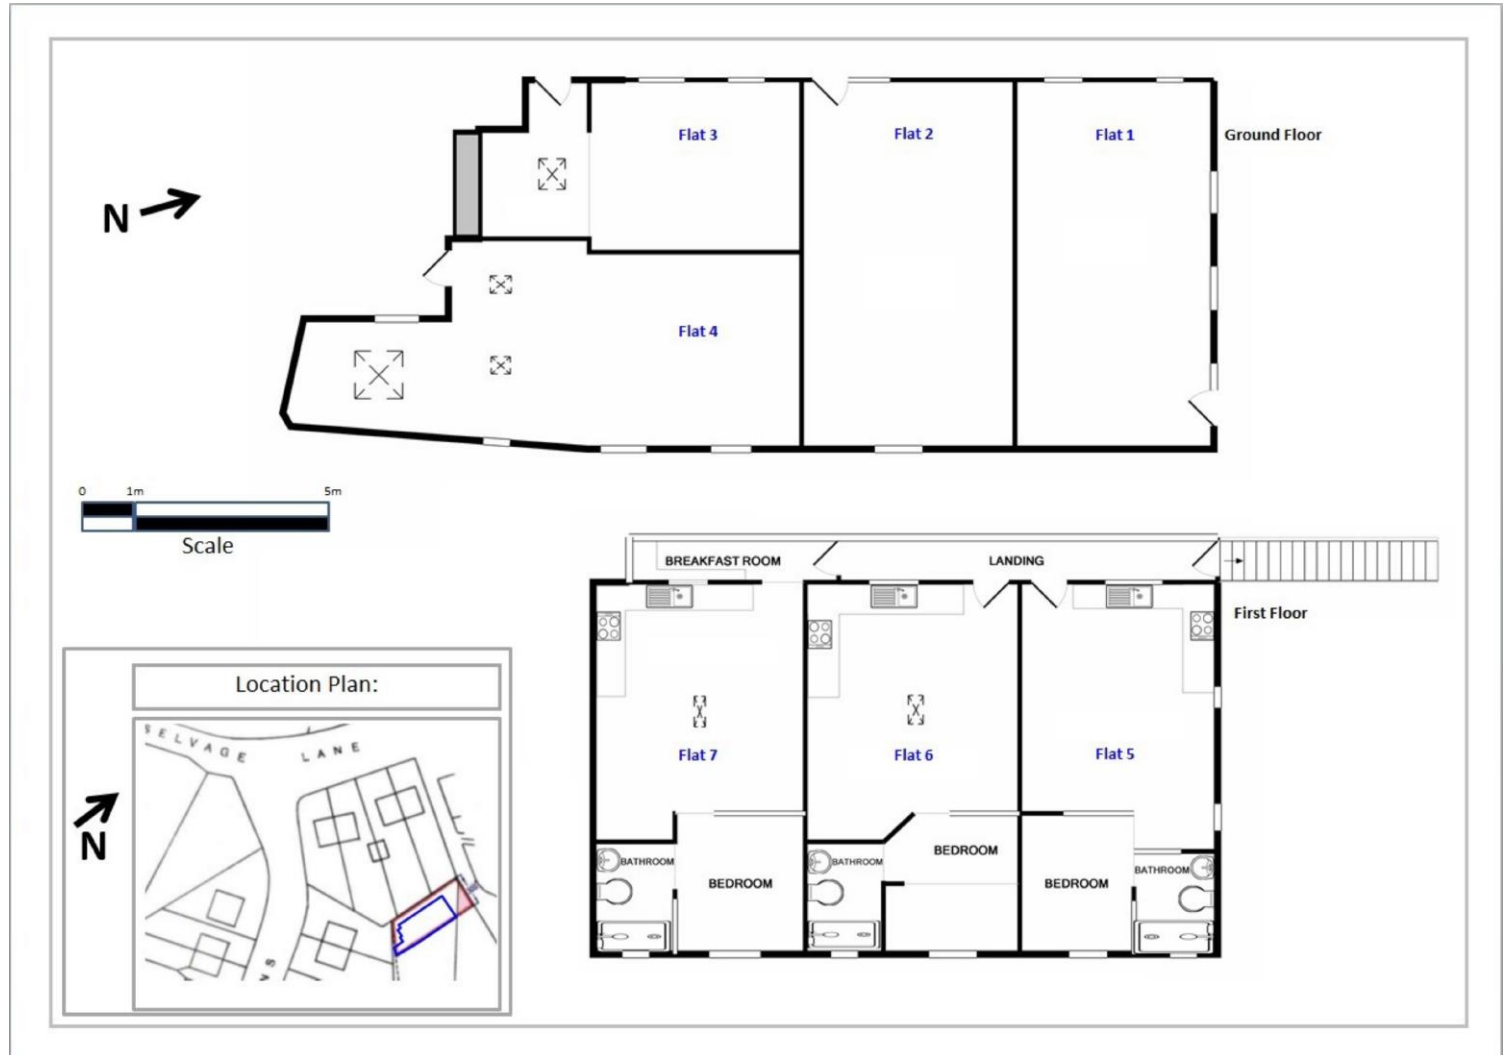 Flat 3
Flat 2
Flat 1
Ground Floor
N
Flat 4
0 1m 5m
Scale
BREAKFAST ROOM
LANDING
First Floor
Flat 7
Flat 6
Flat 5
BATHROOM
BEDROOM
BATHROOM
BEDROOM
BEDROOM
BATHROOM
Location Plan:
SELVAGE LANE
N